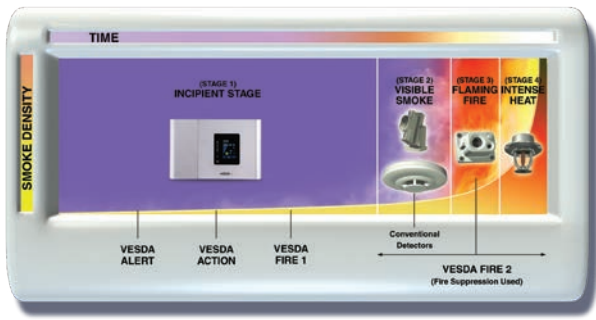 TIME
SMOKE DENSITY
(STAGE 1)
INCIPIENT STAGE
(STAGE 2)
VISIBLE
SMOKE
(STAGE 3)
FLAMING
FIRE
(STAGE 4)
INTENSE
HEAT
VESDA
ALERT
VESDA
ACTION
VESDA
FIRE 1
Conventional
Detectors
VESDA FIRE 2
(Fire Suppression Used)